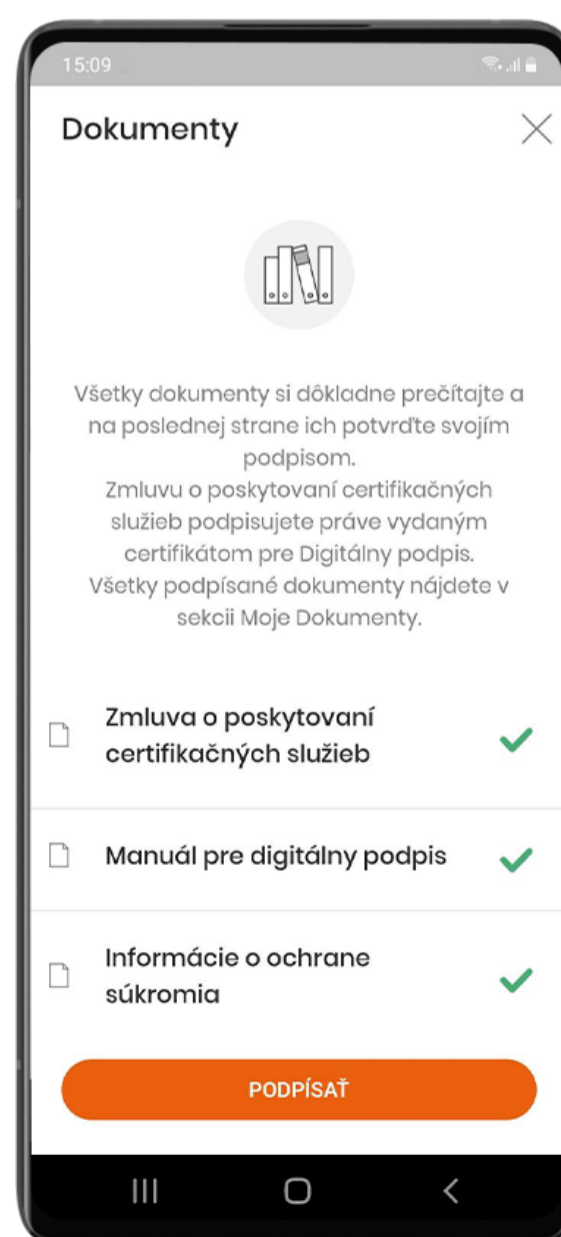 15:09
Dokumenty
Všetky dokumenty si dôkladne prečítajte a
na poslednej strane ich potvrďte svojím
podpisom.
Zmluvu o poskytovaní certifikačných
služieb podpisujete práve vydaným
certifikátom pre Digitálny podpis.
Všetky podpísané dokumenty nájdete v
sekcii Moje Dokumenty.
Zmluva o poskytovaní
certifikačných služieb
Manuál pre digitálny podpis
Informácie o ochrane
súkromia
PODPÍSAŤ